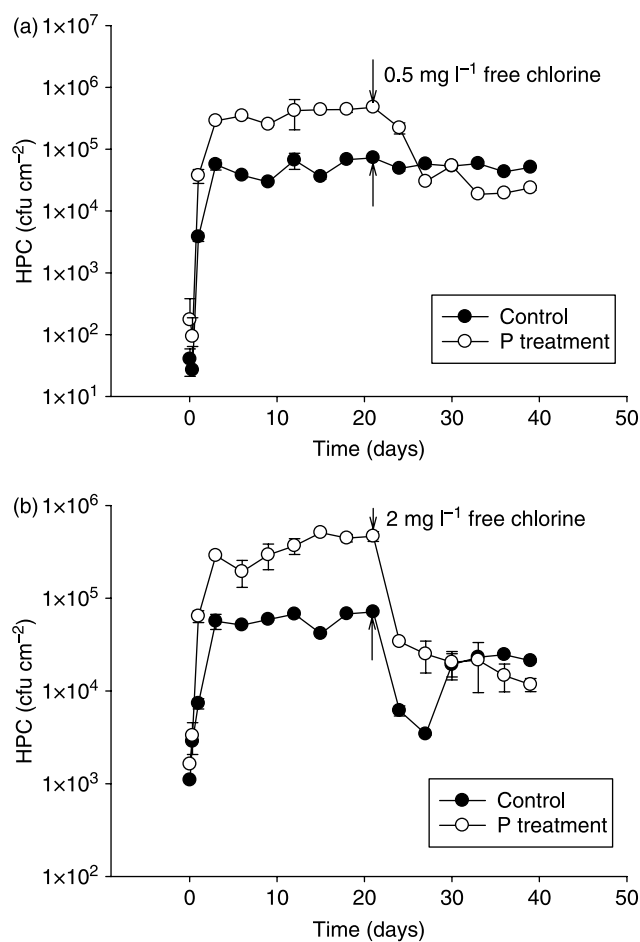 (a)
1×10⁷
1×10⁶
1×10⁵
1×10⁴
1×10³
1×10²
1×10¹
HPC (cfu cm⁻²)
0.5 mg l⁻¹ free chlorine
Control
P treatment
0 10 20 30 40 50
Time (days)
(b)
1×10⁶
1×10⁵
1×10⁴
1×10³
1×10²
HPC (cfu cm⁻²)
2 mg l⁻¹ free chlorine
Control
P treatment
0 10 20 30 40 50
Time (days)